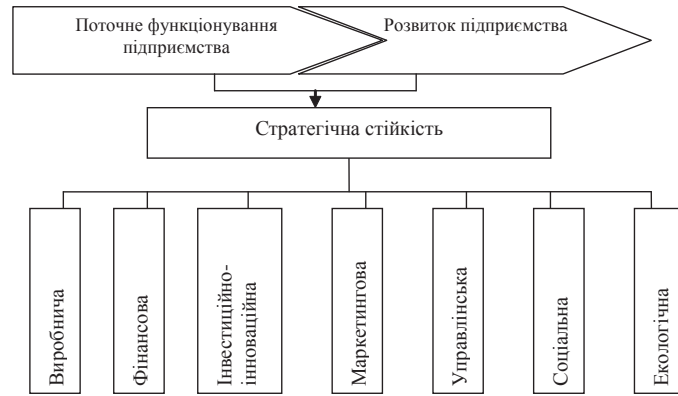 Поточне функціонування
підприємства
Розвиток підприємства
Стратегічна стійкість
Виробнича
Фінансова
Інвестиційно-
інноваційна
Маркетингова
Управлінська
Соціальна
Екологічна